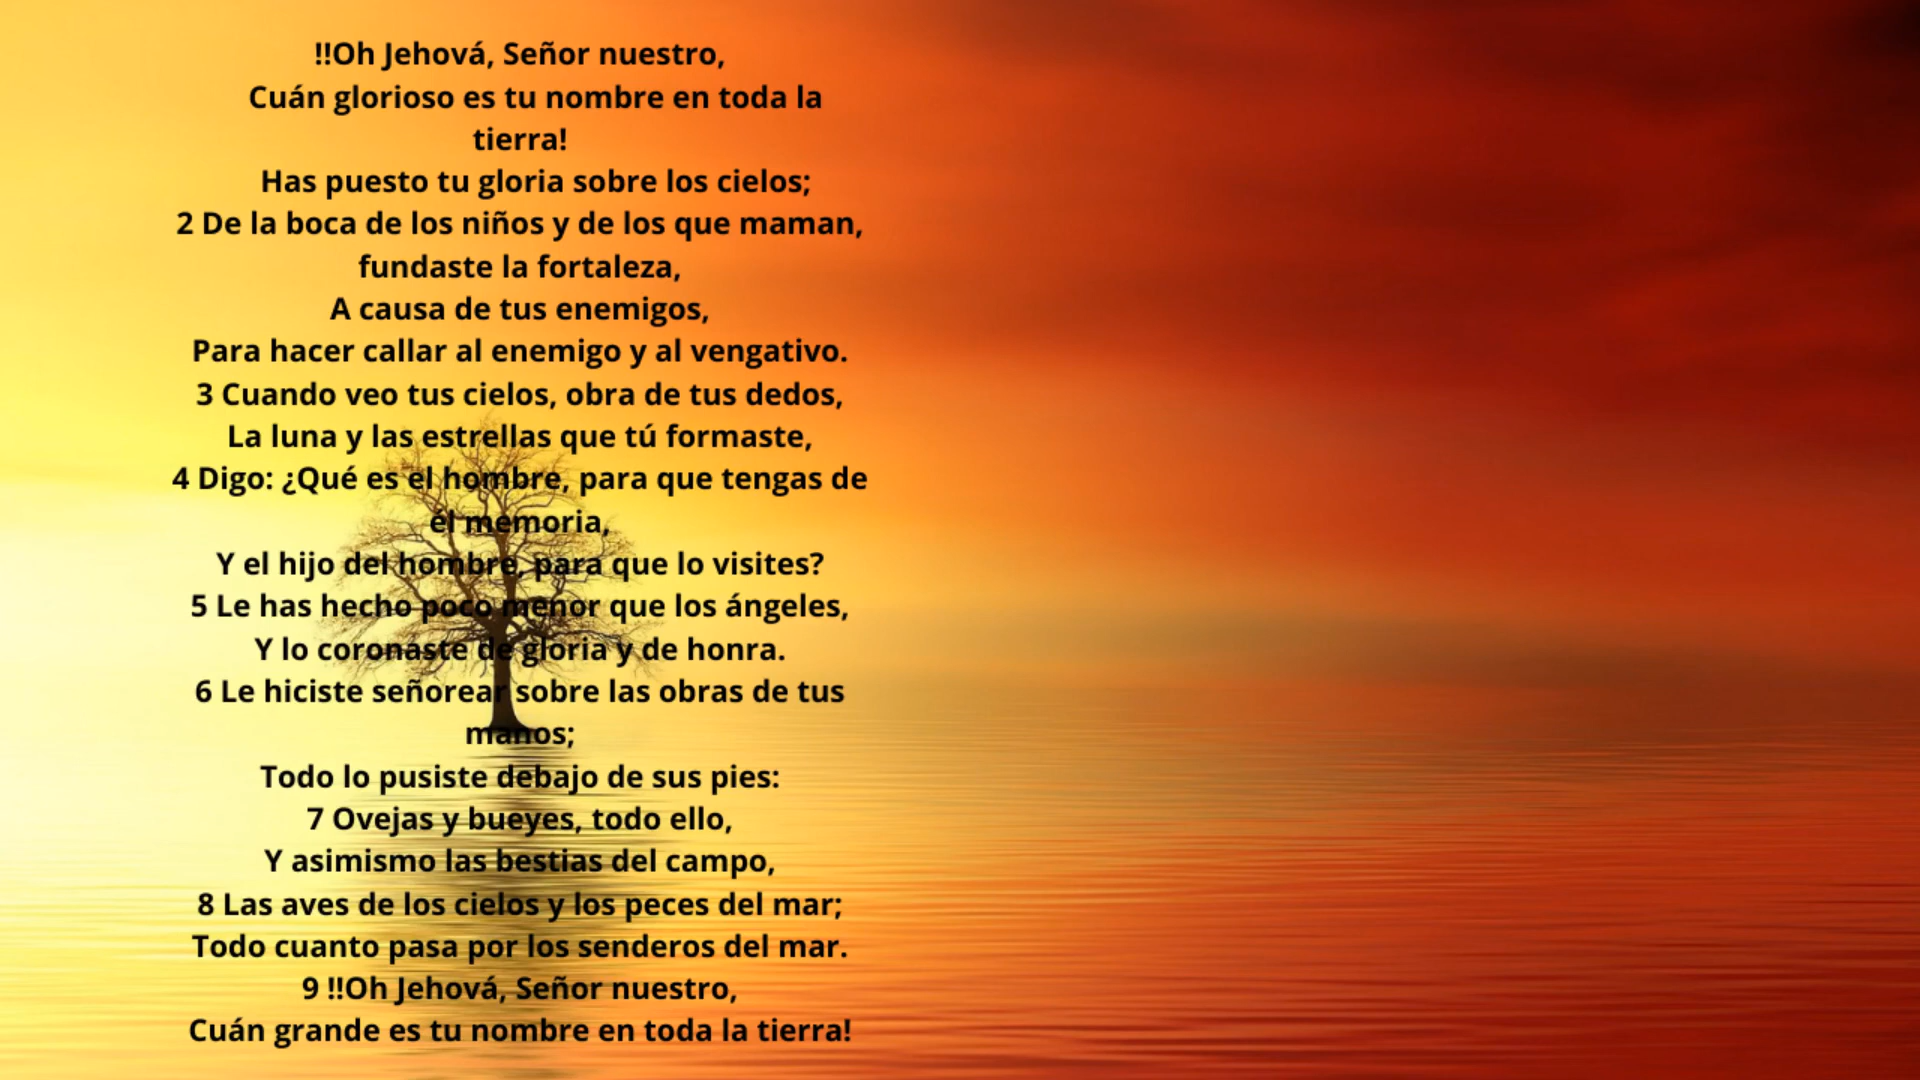 !!Oh Jehová, Señor nuestro,
Cuán glorioso es tu nombre en toda la
tierra!
Has puesto tu gloria sobre los cielos;
2 De la boca de los niños y de los que maman,
fundaste la fortaleza,
A causa de tus enemigos,
Para hacer callar al enemigo y al vengativo.
3 Cuando veo tus cielos, obra de tus dedos,
La luna y las estrellas que tú formaste,
4 Digo: ¿Qué es el hombre, para que tengas de
él memoria,
Y el hijo del hombre, para que lo visites?
5 Le has hecho poco menor que los ángeles,
Y lo coronaste de gloria y de honra.
6 Le hiciste señorear sobre las obras de tus
manos;
Todo lo pusiste debajo de sus pies:
7 Ovejas y bueyes, todo ello,
Y asimismo las bestias del campo,
8 Las aves de los cielos y los peces del mar;
Todo cuanto pasa por los senderos del mar.
9 !!Oh Jehová, Señor nuestro,
Cuán grande es tu nombre en toda la tierra!